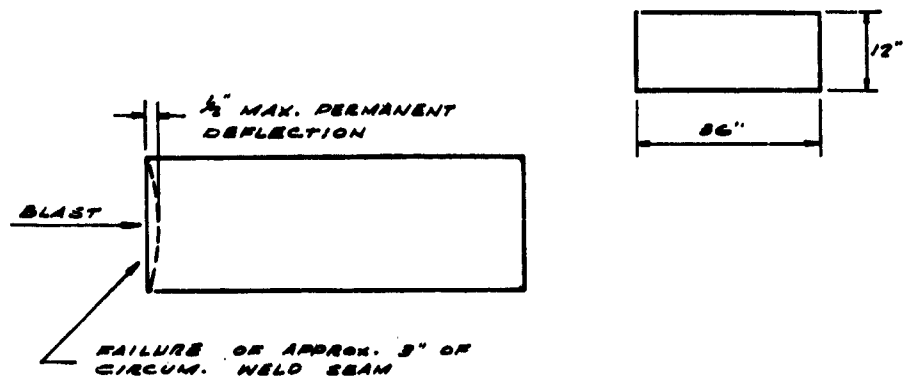 ½" MAX. PERMANENT
DEFLECTION
12"
36"
BLAST
FAILURE OF APPROX. 3" OF
CIRCUM. WELD SEAM